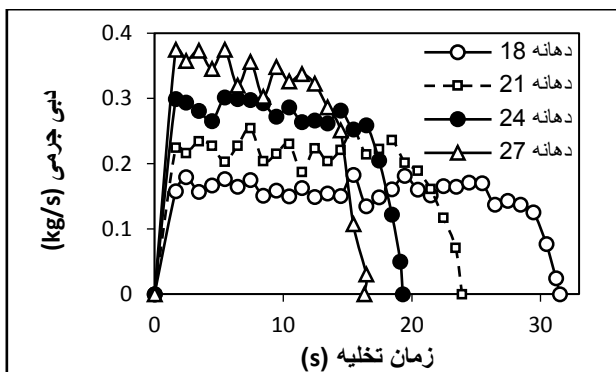 0.4
0.3
0.2
0.1
0
دبی جرمی (kg/s)
دهانه 18
دهانه 21
دهانه 24
دهانه 27
0 10 20 30
زمان تخلیه (s)